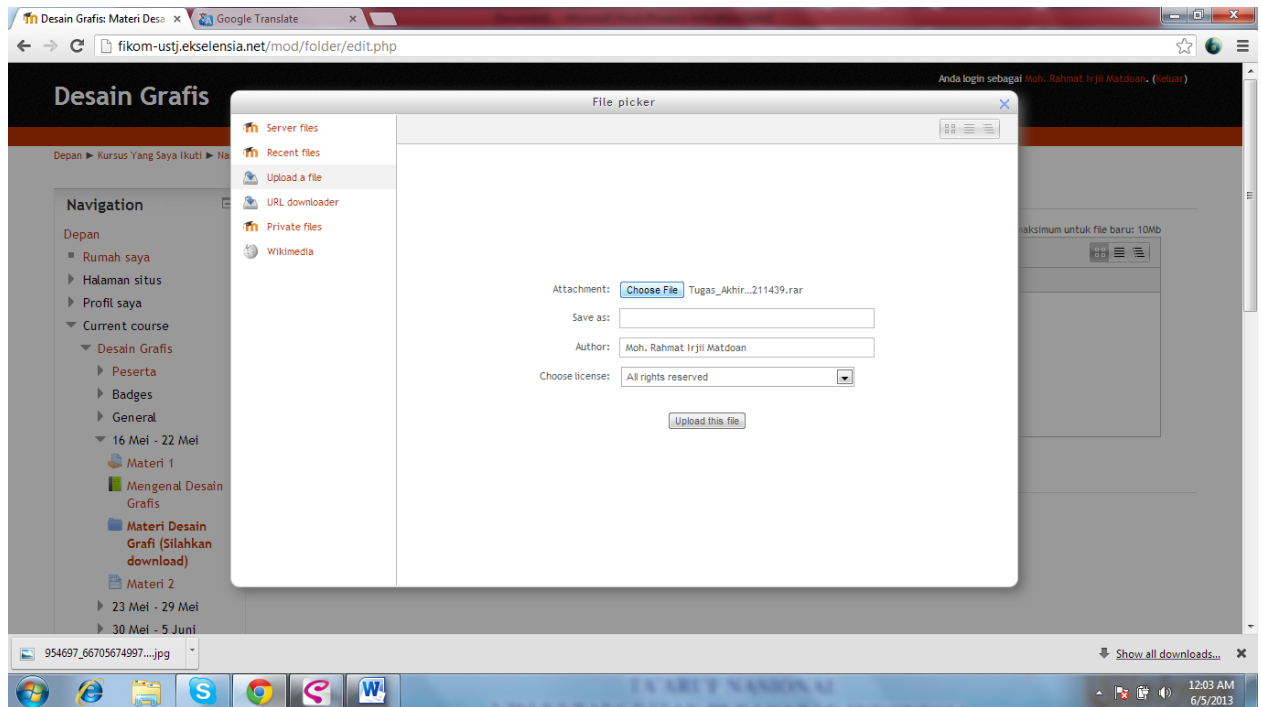 Desain Grafis: Materi Desa
Google Translate
fikom-ustj.ekselensia.net/mod/folder/edit.php
Anda login sebagai Moh. Rahmat Irjii Matdoan. (Keluar)
Desain Grafis
File picker
Server files
Recent files
Upload a file
URL downloader
Private files
Wikimedia
Depan ► Kursus Yang Saya Ikuti ► Na
Navigation
Depan
Rumah saya
Halaman situs
Profil saya
Current course
Desain Grafis
Peserta
Badges
General
16 Mei - 22 Mei
Materi 1
Mengenal Desain
Grafis
Materi Desain
Grafi (Silahkan
download)
Materi 2
23 Mei - 29 Mei
30 Mei - 5 Juni
Attachment: Choose File Tugas_Akhir...211439.rar
Save as:
Author: Moh. Rahmat Irjii Matdoan
Choose license: All rights reserved
Upload this file
aksimum untuk file baru: 10Mb
954697_66705674997....jpg
Show all downloads...
TA'ARUF NASIONAL
12:03 AM
6/5/2013